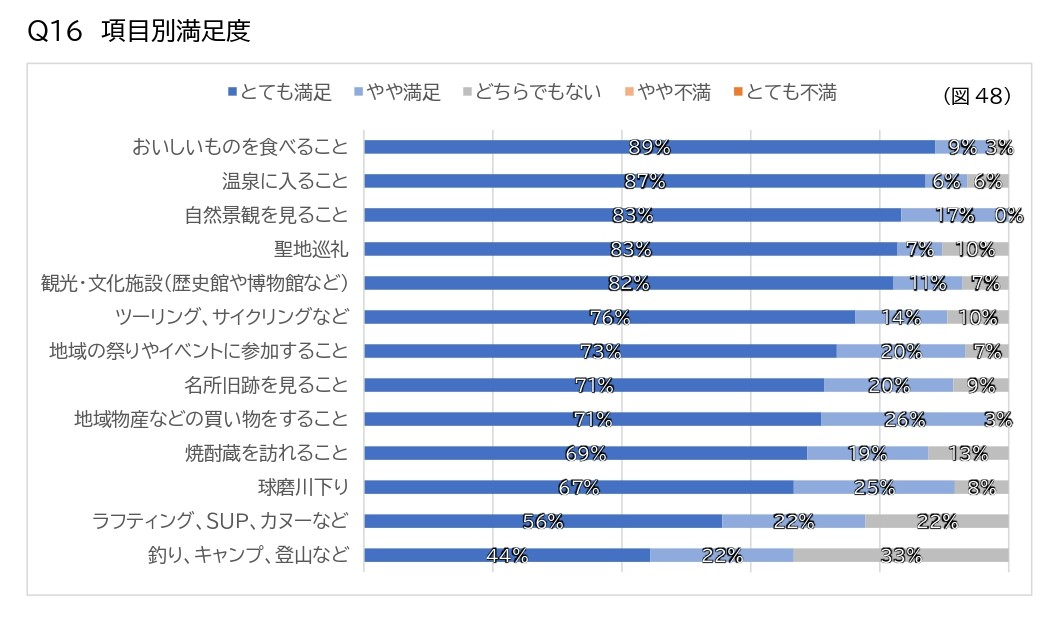 Q16 項目別満足度
とても満足 やや満足 どちらでもない やや不満 とても不満 (図 48)
おいしいものを食べること 89% 9% 3%
温泉に入ること 87% 6% 6%
自然景観を見ること 83% 17% 0%
聖地巡礼 83% 7% 10%
観光・文化施設(歴史館や博物館など) 82% 11% 7%
ツーリング、サイクリングなど 76% 14% 10%
地域の祭りやイベントに参加すること 73% 20% 7%
名所旧跡を見ること 71% 20% 9%
地域物産などの買い物をすること 71% 26% 3%
焼酎蔵を訪れること 69% 19% 13%
球磨川下り 67% 25% 8%
ラフティング、SUP、カヌーなど 56% 22% 22%
釣り、キャンプ、登山など 44% 22% 33%